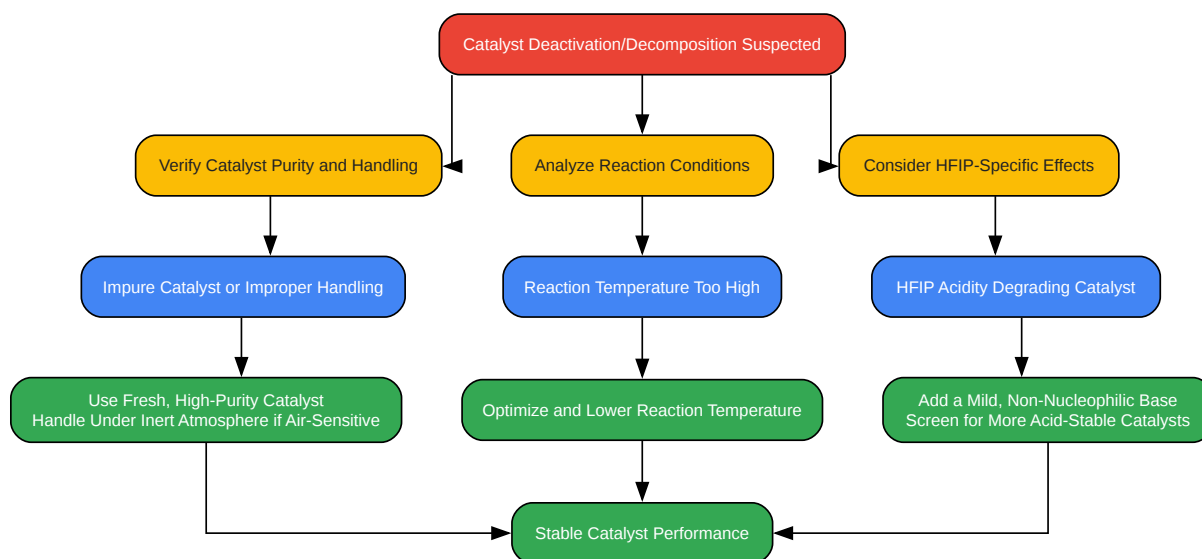 Catalyst Deactivation/Decomposition Suspected
Verify Catalyst Purity and Handling
Analyze Reaction Conditions
Consider HFIP-Specific Effects
Impure Catalyst or Improper Handling
Reaction Temperature Too High
HFIP Acidity Degrading Catalyst
Use Fresh, High-Purity Catalyst
Handle Under Inert Atmosphere if Air-Sensitive
Optimize and Lower Reaction Temperature
Add a Mild, Non-Nucleophilic Base
Screen for More Acid-Stable Catalysts
Stable Catalyst Performance